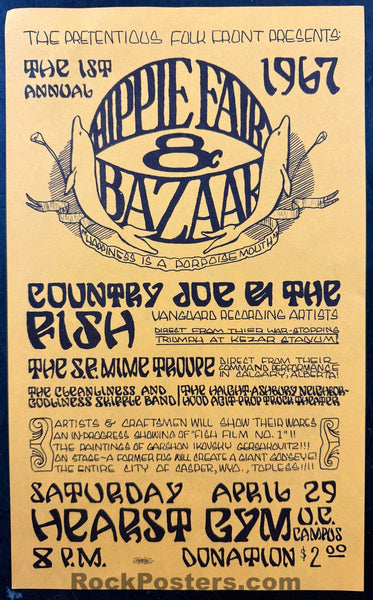 THE PRETENTIOUS FOLK FRONT PRESENTS:
THE 1ST ANNUAL
1967
HIPPIE FAIR
&
BAZAAR
HAPPINESS IS A PORPOISE MOUTH
COUNTRY JOE & THE
FISH
VANGUARD RECORDING ARTISTS
DIRECT FROM THIER WAR-STOPPING
TRIUMPH AT KEZAR STADIUM!
THE S.F. MIME TROUPE
DIRECT FROM THEIR
COMMAND PERFORMANCE
IN CALGARY, ALBERTA!
THE CLEANLINESS AND
GODLINESS SKIFFLE BAND/
THE HAIGHT ASHBURY NEIGHBOR-
HOOD AGIT PROP TRUCK THEATER
ARTISTS & CRAFTSMEN WILL SHOW THEIR WARES
AN IN-PROGRESS SHOWING OF "FISH FILM NO. 1"!!
THE PAINTINGS OF GARSHON
ON STAGE-A FORMER FUG WILL CREATE A GIANT GODSEYE!
THE ENTIRE CITY OF CASPER, WYO., TOPLESS!!!!
SATURDAY APRIL 29
HEARST GYM U.C. CAMPUS
8 P.M. DONATION $2.00
RockPosters.com